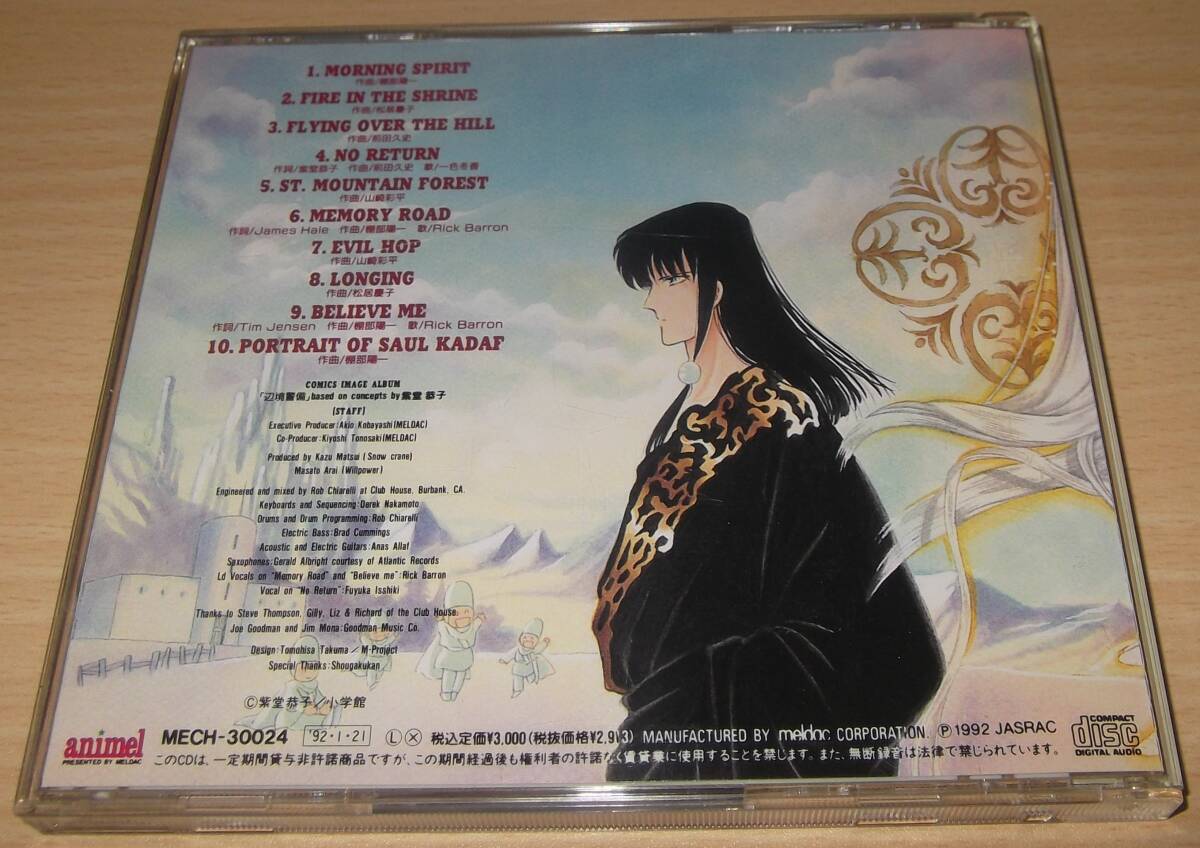 1. MORNING SPIRIT
作曲/棚部陽一
2. FIRE IN THE SHRINE
作曲/松居慶子
3. FLYING OVER THE HILL
作曲/前田久史
4. NO RETURN
作詞/紫堂恭子 作曲/前田久史 歌/一色冬香
5. ST. MOUNTAIN FOREST
作曲/山崎彩平
6. MEMORY ROAD
作詞/James Hale 作曲/棚部陽一 歌/Rick Barron
7. EVIL HOP
作曲/山崎彩平
8. LONGING
作曲/松居慶子
9. BELIEVE ME
作詞/Tim Jensen 作曲/棚部陽一 歌/Rick Barron
10. PORTRAIT OF SAUL KADAF
作曲/棚部陽一
COMICS IMAGE ALBUM
「辺境警備」based on concepts by 紫堂 恭子
[STAFF]
Executive Producer:Akio Kobayashi(MELDAC)
Co-Producer:Kiyoshi Tonosaki(MELDAC)
Produced by Kazu Matsui (Snow crane)
Masato Arai (Willpower)
Engineered and mixed by Rob Chiarelli at Club House, Burbank, CA.
Keyboards and Sequencing:Derek Nakamoto
Drums and Drum Programming:Rob Chiarelli
Electric Bass:Brad Cummings
Acoustic and Electric Guitars:Anas Allaf
Saxophones:Gerald Albright courtesy of Atlantic Records
Ld Vocals on "Memory Road" and "Believe me":Rick Barron
Vocal on "No Return":Fuyuka Isshiki
Thanks to Steve Thompson, Gilly, Liz & Richard of the Club House.
Joe Goodman and Jim Mona:Goodman Music Co.
Design:Tomohisa Takuma/M-Project
Special Thanks:Shougakukan
©紫堂恭子/小学館
animel PRESENTED BY MELDAC MECH-30024 '92・1・21 Ⓛ Ⓧ 税込定価¥3,000(税抜価格¥2,913) MANUFACTURED BY meldac CORPORATION. Ⓟ1992 JASRAC COMPACT disc DIGITAL AUDIO
このCDは、一定期間貸与非許諾商品ですが、この期間経過後も権利者の許諾なく賃貸業に使用することを禁じます。また、無断録音は法律で禁じられています。